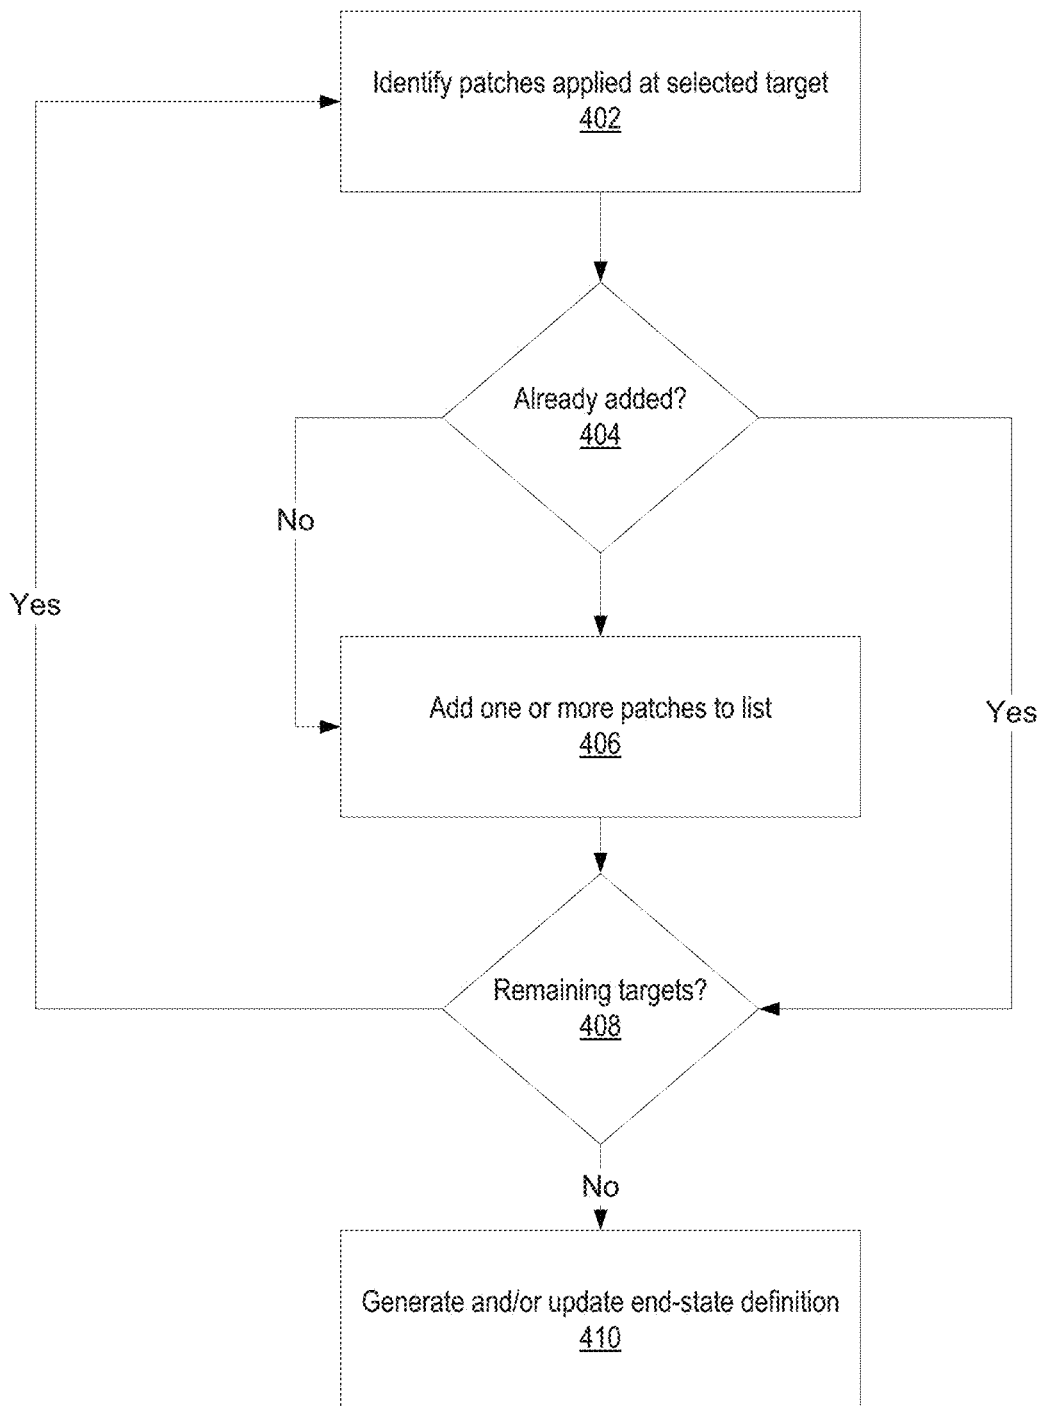 Identify patches applied at selected target
402
Already added?
404
No
Yes
Add one or more patches to list
406
Yes
Remaining targets?
408
No
Generate and/or update end-state definition
410